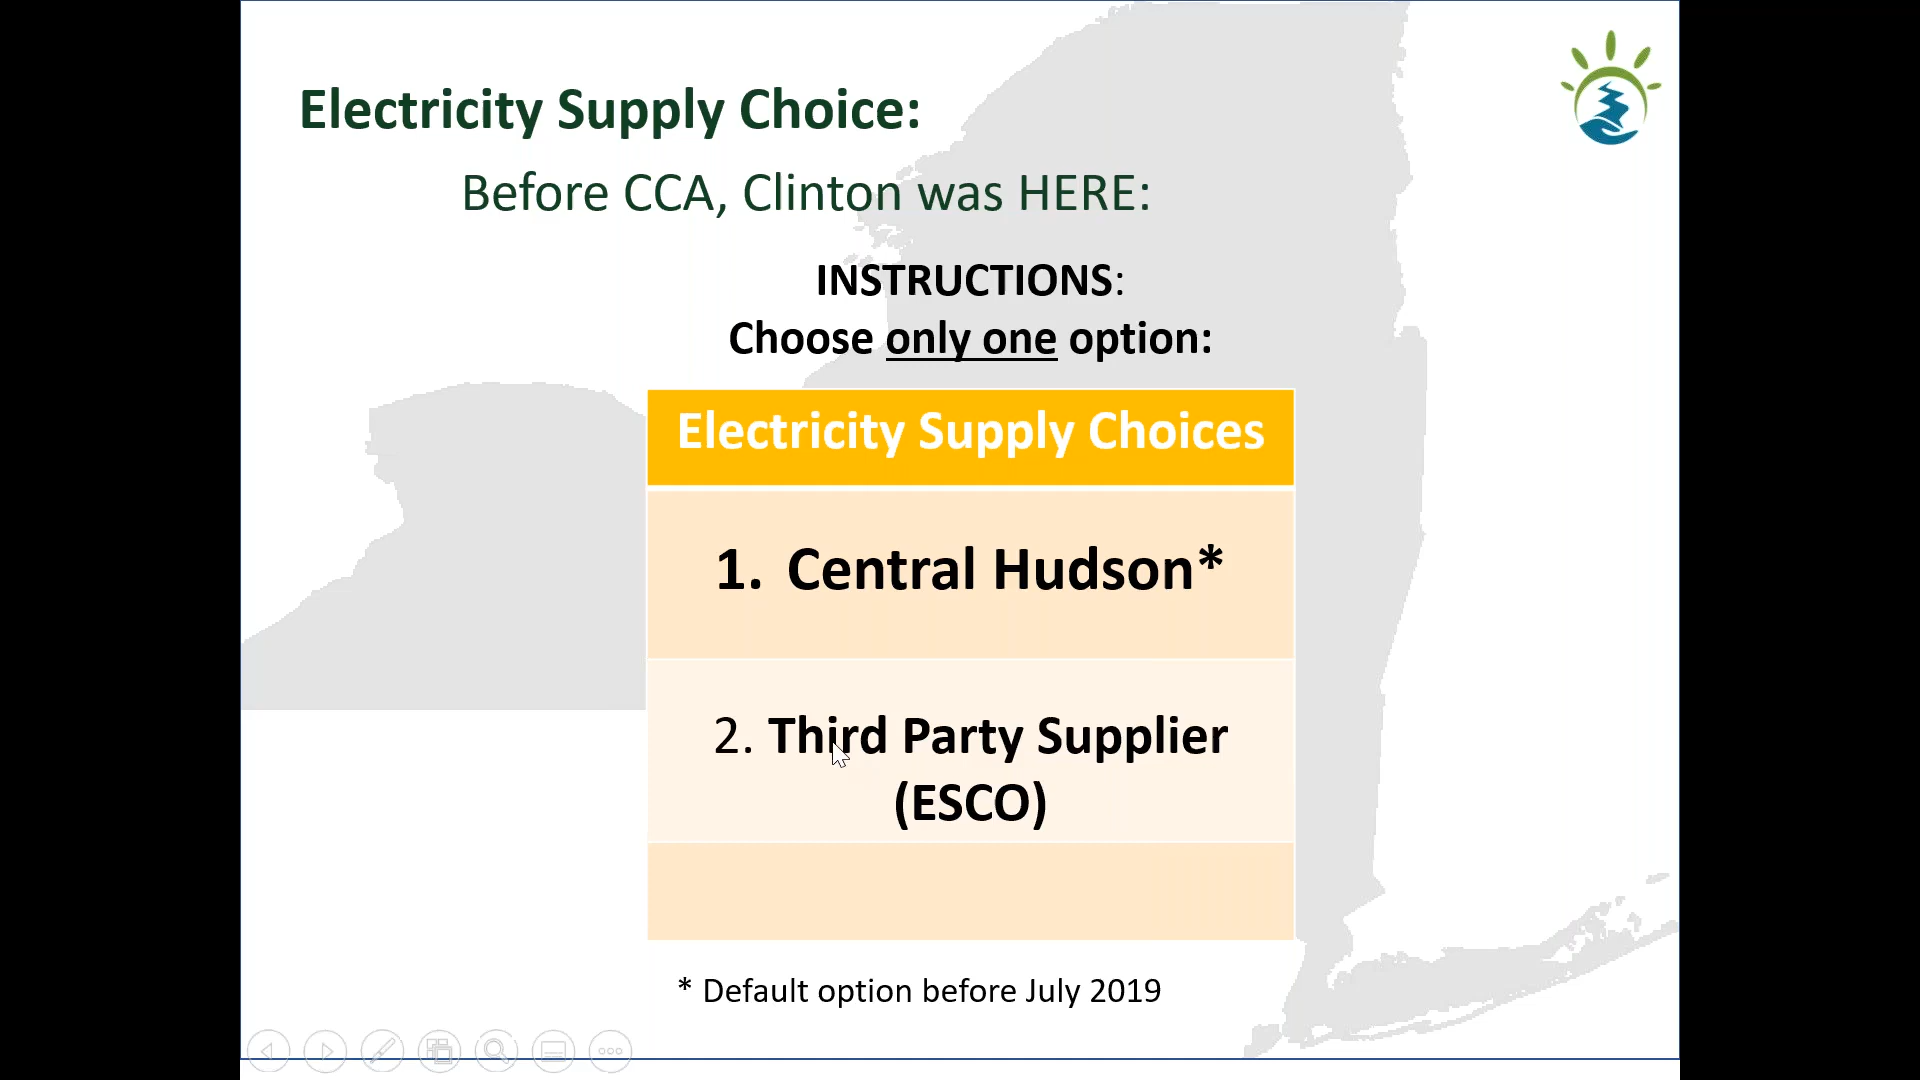 Electricity Supply Choice:
Before CCA, Clinton was HERE:
INSTRUCTIONS:
Choose only one option:
Electricity Supply Choices
1. Central Hudson*
2. Third Party Supplier
(ESCO)
* Default option before July 2019